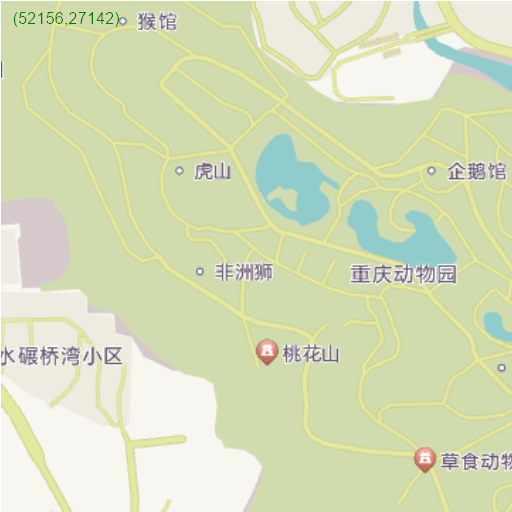 (52156,27142)
猴馆
虎山
企鹅馆
非洲狮
重庆动物园
水碾桥湾小区
桃花山
草食动物